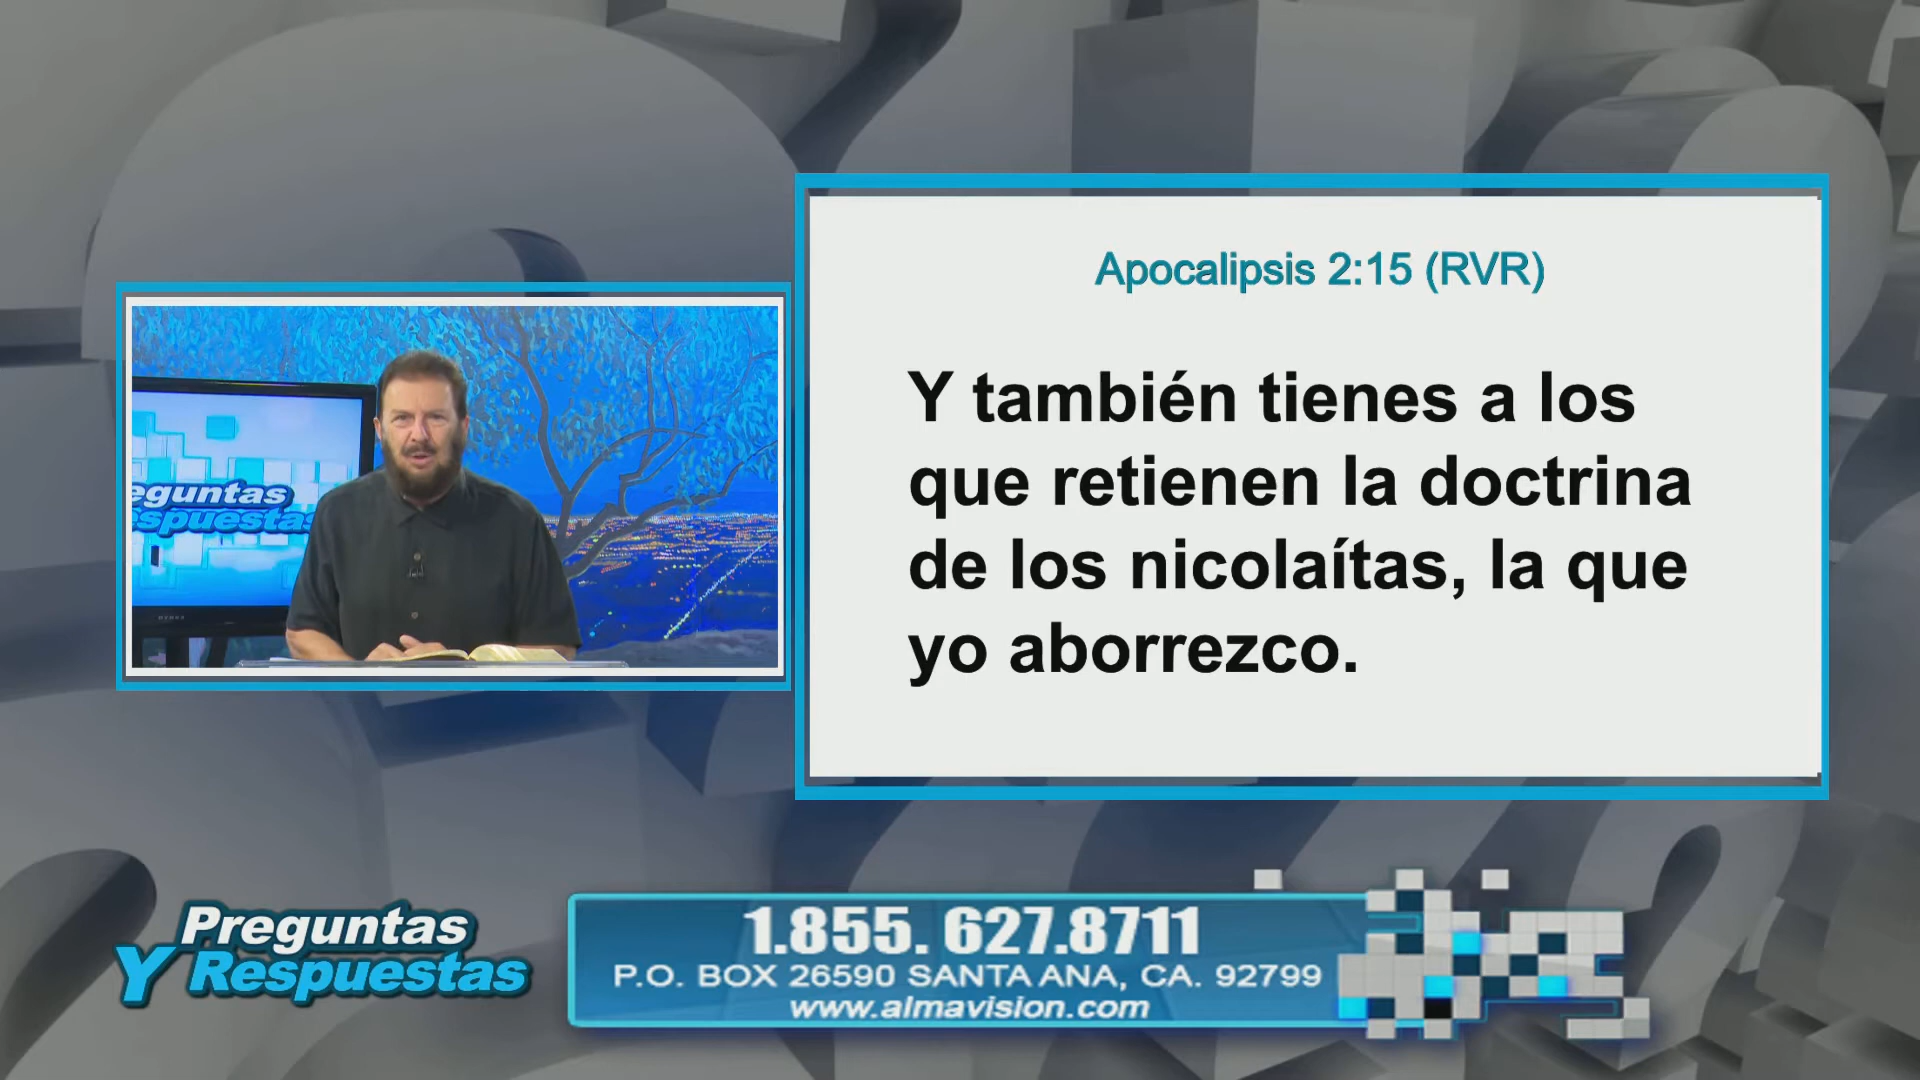 Apocalipsis 2:15 (RVR)
Y también tienes a los
que retienen la doctrina
de los nicolaítas, la que
yo aborrezco.
eguntas
espuestas
Preguntas
Y Respuestas
1.855. 627.8711
P.O. BOX 26590 SANTA ANA, CA. 92799
www.almavision.com